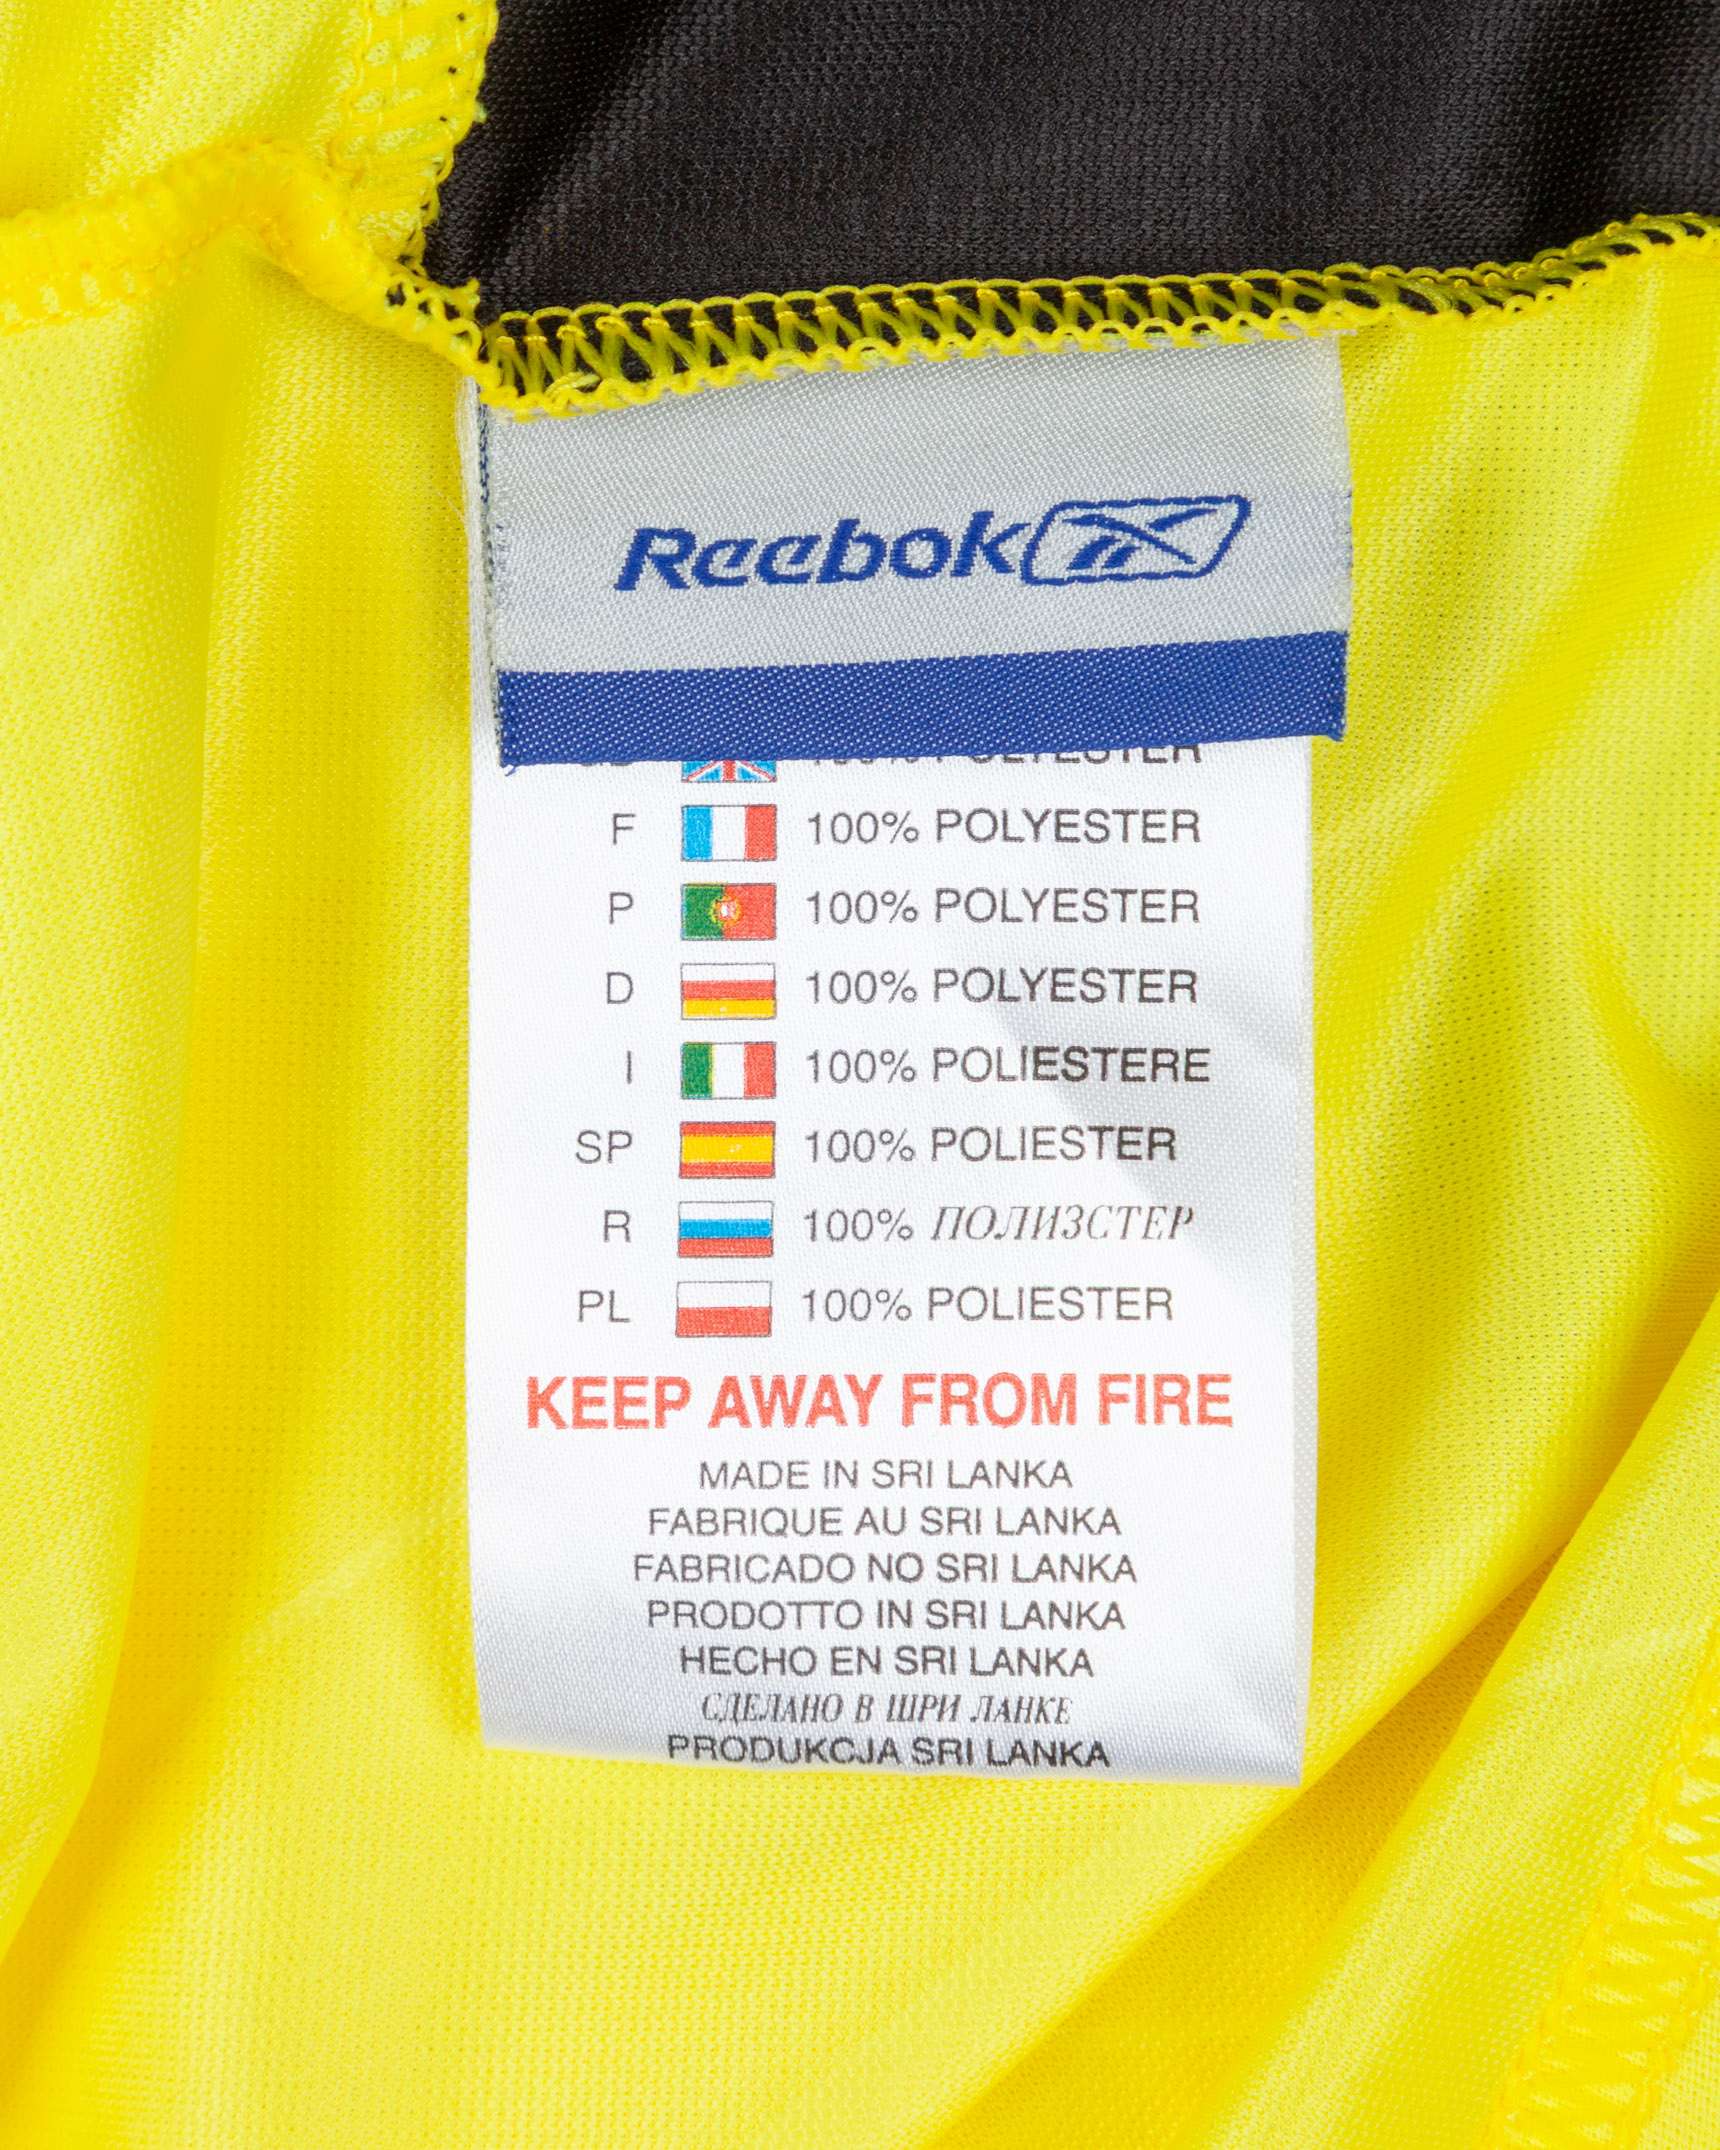 Reebok
100% POLYESTER
F 100% POLYESTER
P 100% POLYESTER
D 100% POLYESTER
I 100% POLIESTERE
SP 100% POLIESTER
R 100% ПОЛИЗСТЕР
PL 100% POLIESTER
KEEP AWAY FROM FIRE
MADE IN SRI LANKA
FABRIQUE AU SRI LANKA
FABRICADO NO SRI LANKA
PRODOTTO IN SRI LANKA
HECHO EN SRI LANKA
СДЕЛАНО В ШРИ ЛАНКЕ
PRODUKCJA SRI LANKA